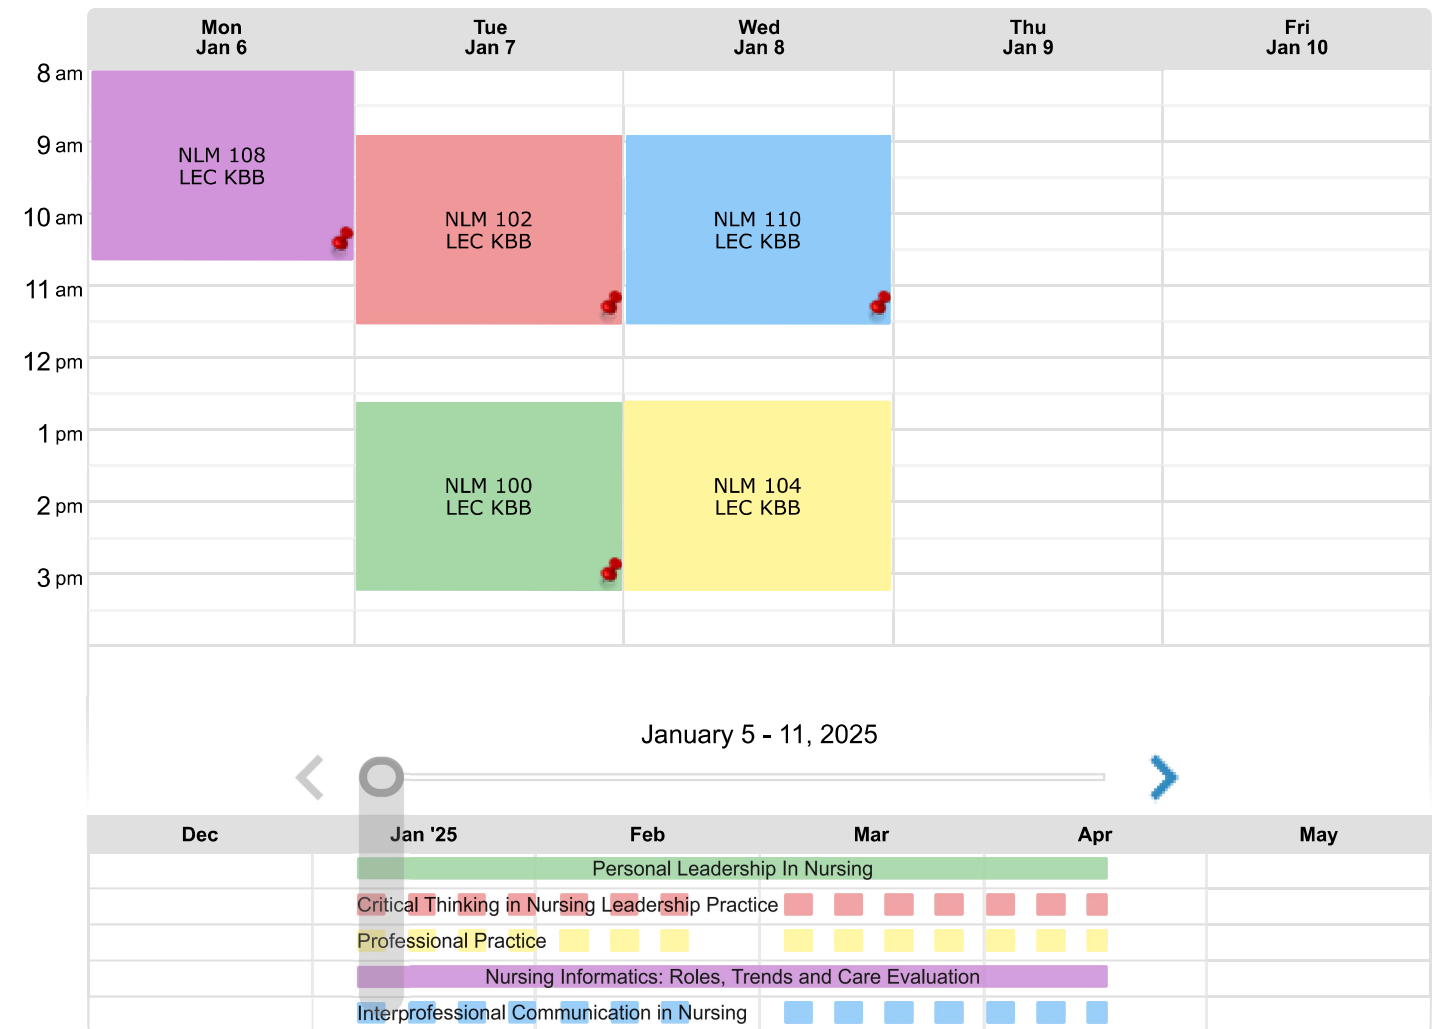 Mon
Jan 6
Tue
Jan 7
Wed
Jan 8
Thu
Jan 9
Fri
Jan 10
8 am
9 am
10 am
11 am
12 pm
1 pm
2 pm
3 pm
NLM 108
LEC KBB
NLM 102
LEC KBB
NLM 110
LEC KBB
NLM 100
LEC KBB
NLM 104
LEC KBB
January 5 - 11, 2025
Dec
Jan '25
Feb
Mar
Apr
May
Personal Leadership In Nursing
Critical Thinking in Nursing Leadership Practice
Professional Practice
Nursing Informatics: Roles, Trends and Care Evaluation
Interprofessional Communication in Nursing